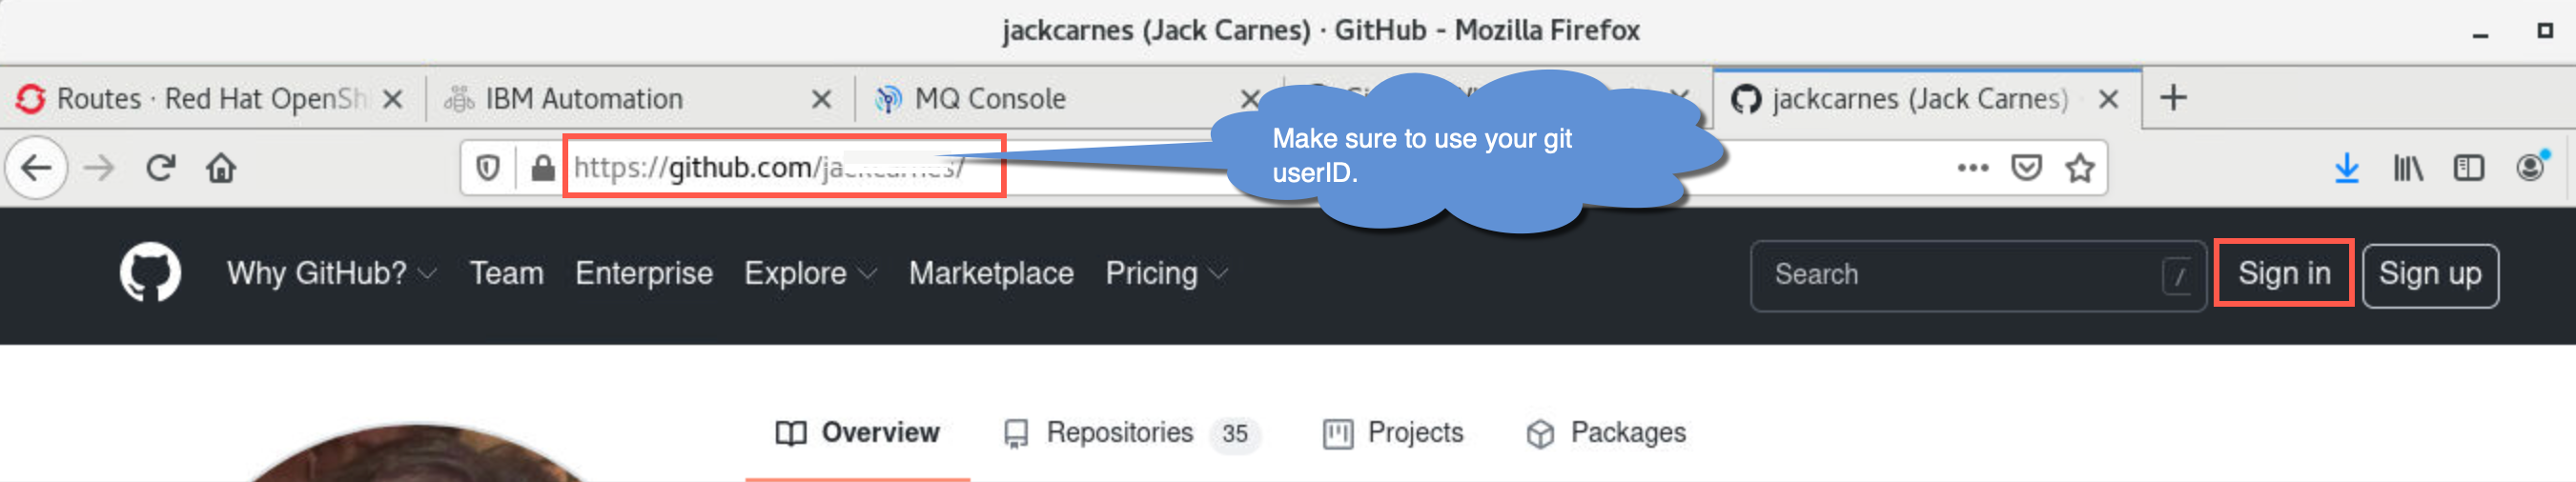 jackcarnes (Jack Carnes) · GitHub - Mozilla Firefox
Routes · Red Hat OpenSh
IBM Automation
MQ Console
jackcarnes (Jack Carnes)
https://github.com/jackcarnes/
Make sure to use your git
userID.
Why GitHub?
Team
Enterprise
Explore
Marketplace
Pricing
Search
/
Sign in
Sign up
Overview
Repositories 35
Projects
Packages